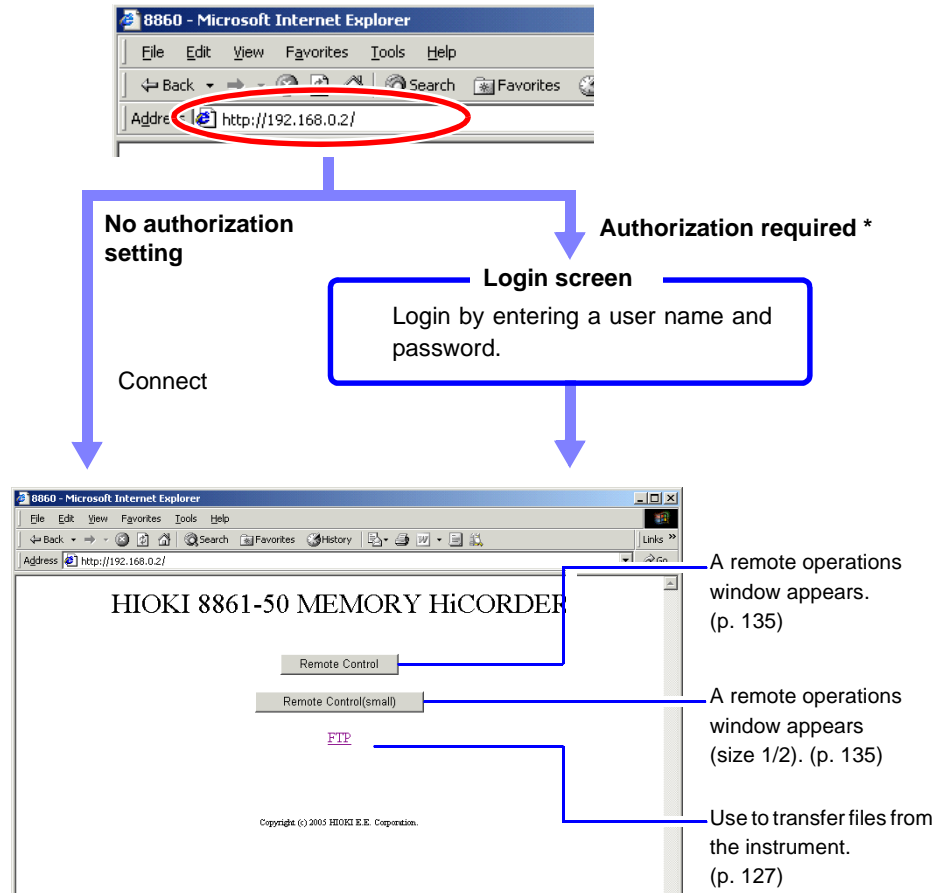 8860 - Microsoft Internet Explorer
File Edit View Favorites Tools Help
Back Search Favorites
Addre http://192.168.0.2/
No authorization
setting
Authorization required *
Login screen
Login by entering a user name and
password.
Connect
8860 - Microsoft Internet Explorer
File Edit View Favorites Tools Help
Back Search Favorites History Links »
Address http://192.168.0.2/ Go
HIOKI 8861-50 MEMORY HiCORDER
Remote Control
Remote Control(small)
FTP
Copyright (c) 2005 HIOKI E.E. Corporation.
A remote operations
window appears.
(p. 135)
A remote operations
window appears
(size 1/2). (p. 135)
Use to transfer files from
the instrument.
(p. 127)